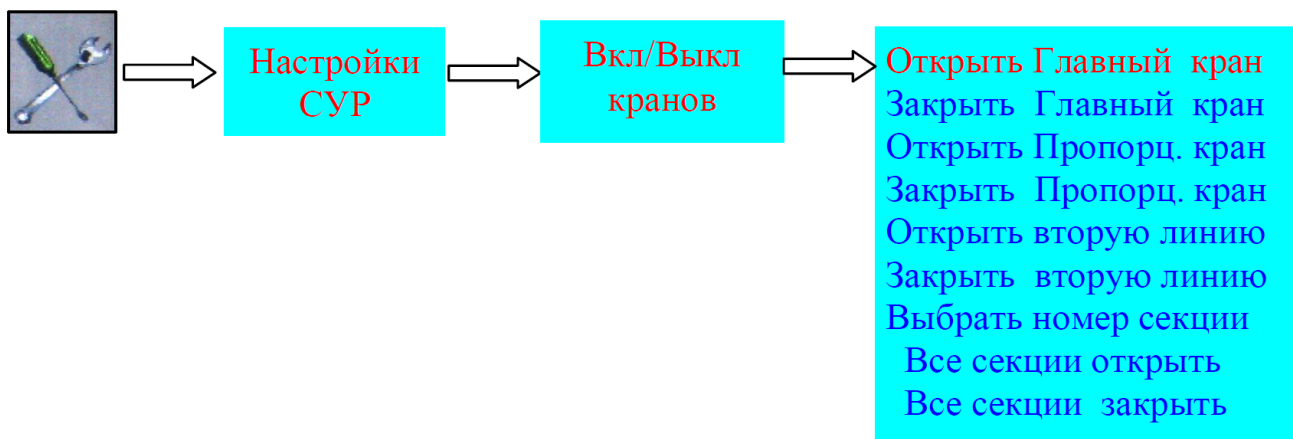 Настройки
СУР
Вкл/Выкл
кранов
Открыть Главный кран
Закрыть Главный кран
Открыть Пропорц. кран
Закрыть Пропорц. кран
Открыть вторую линию
Закрыть вторую линию
Выбрать номер секции
Все секции открыть
Все секции закрыть